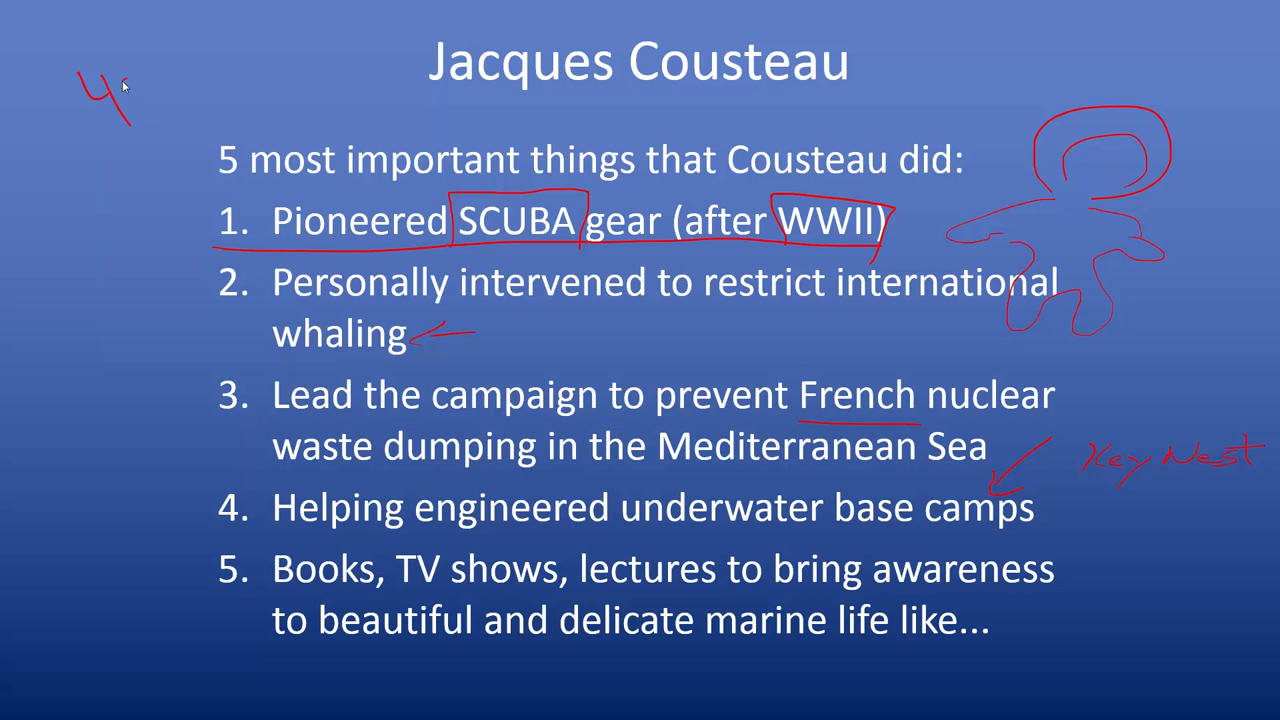 Jacques Cousteau
5 most important things that Cousteau did:
1. Pioneered SCUBA gear (after WWII)
2. Personally intervened to restrict international
whaling
3. Lead the campaign to prevent French nuclear
waste dumping in the Mediterranean Sea
Key Nest
4. Helping engineered underwater base camps
5. Books, TV shows, lectures to bring awareness
to beautiful and delicate marine life like...